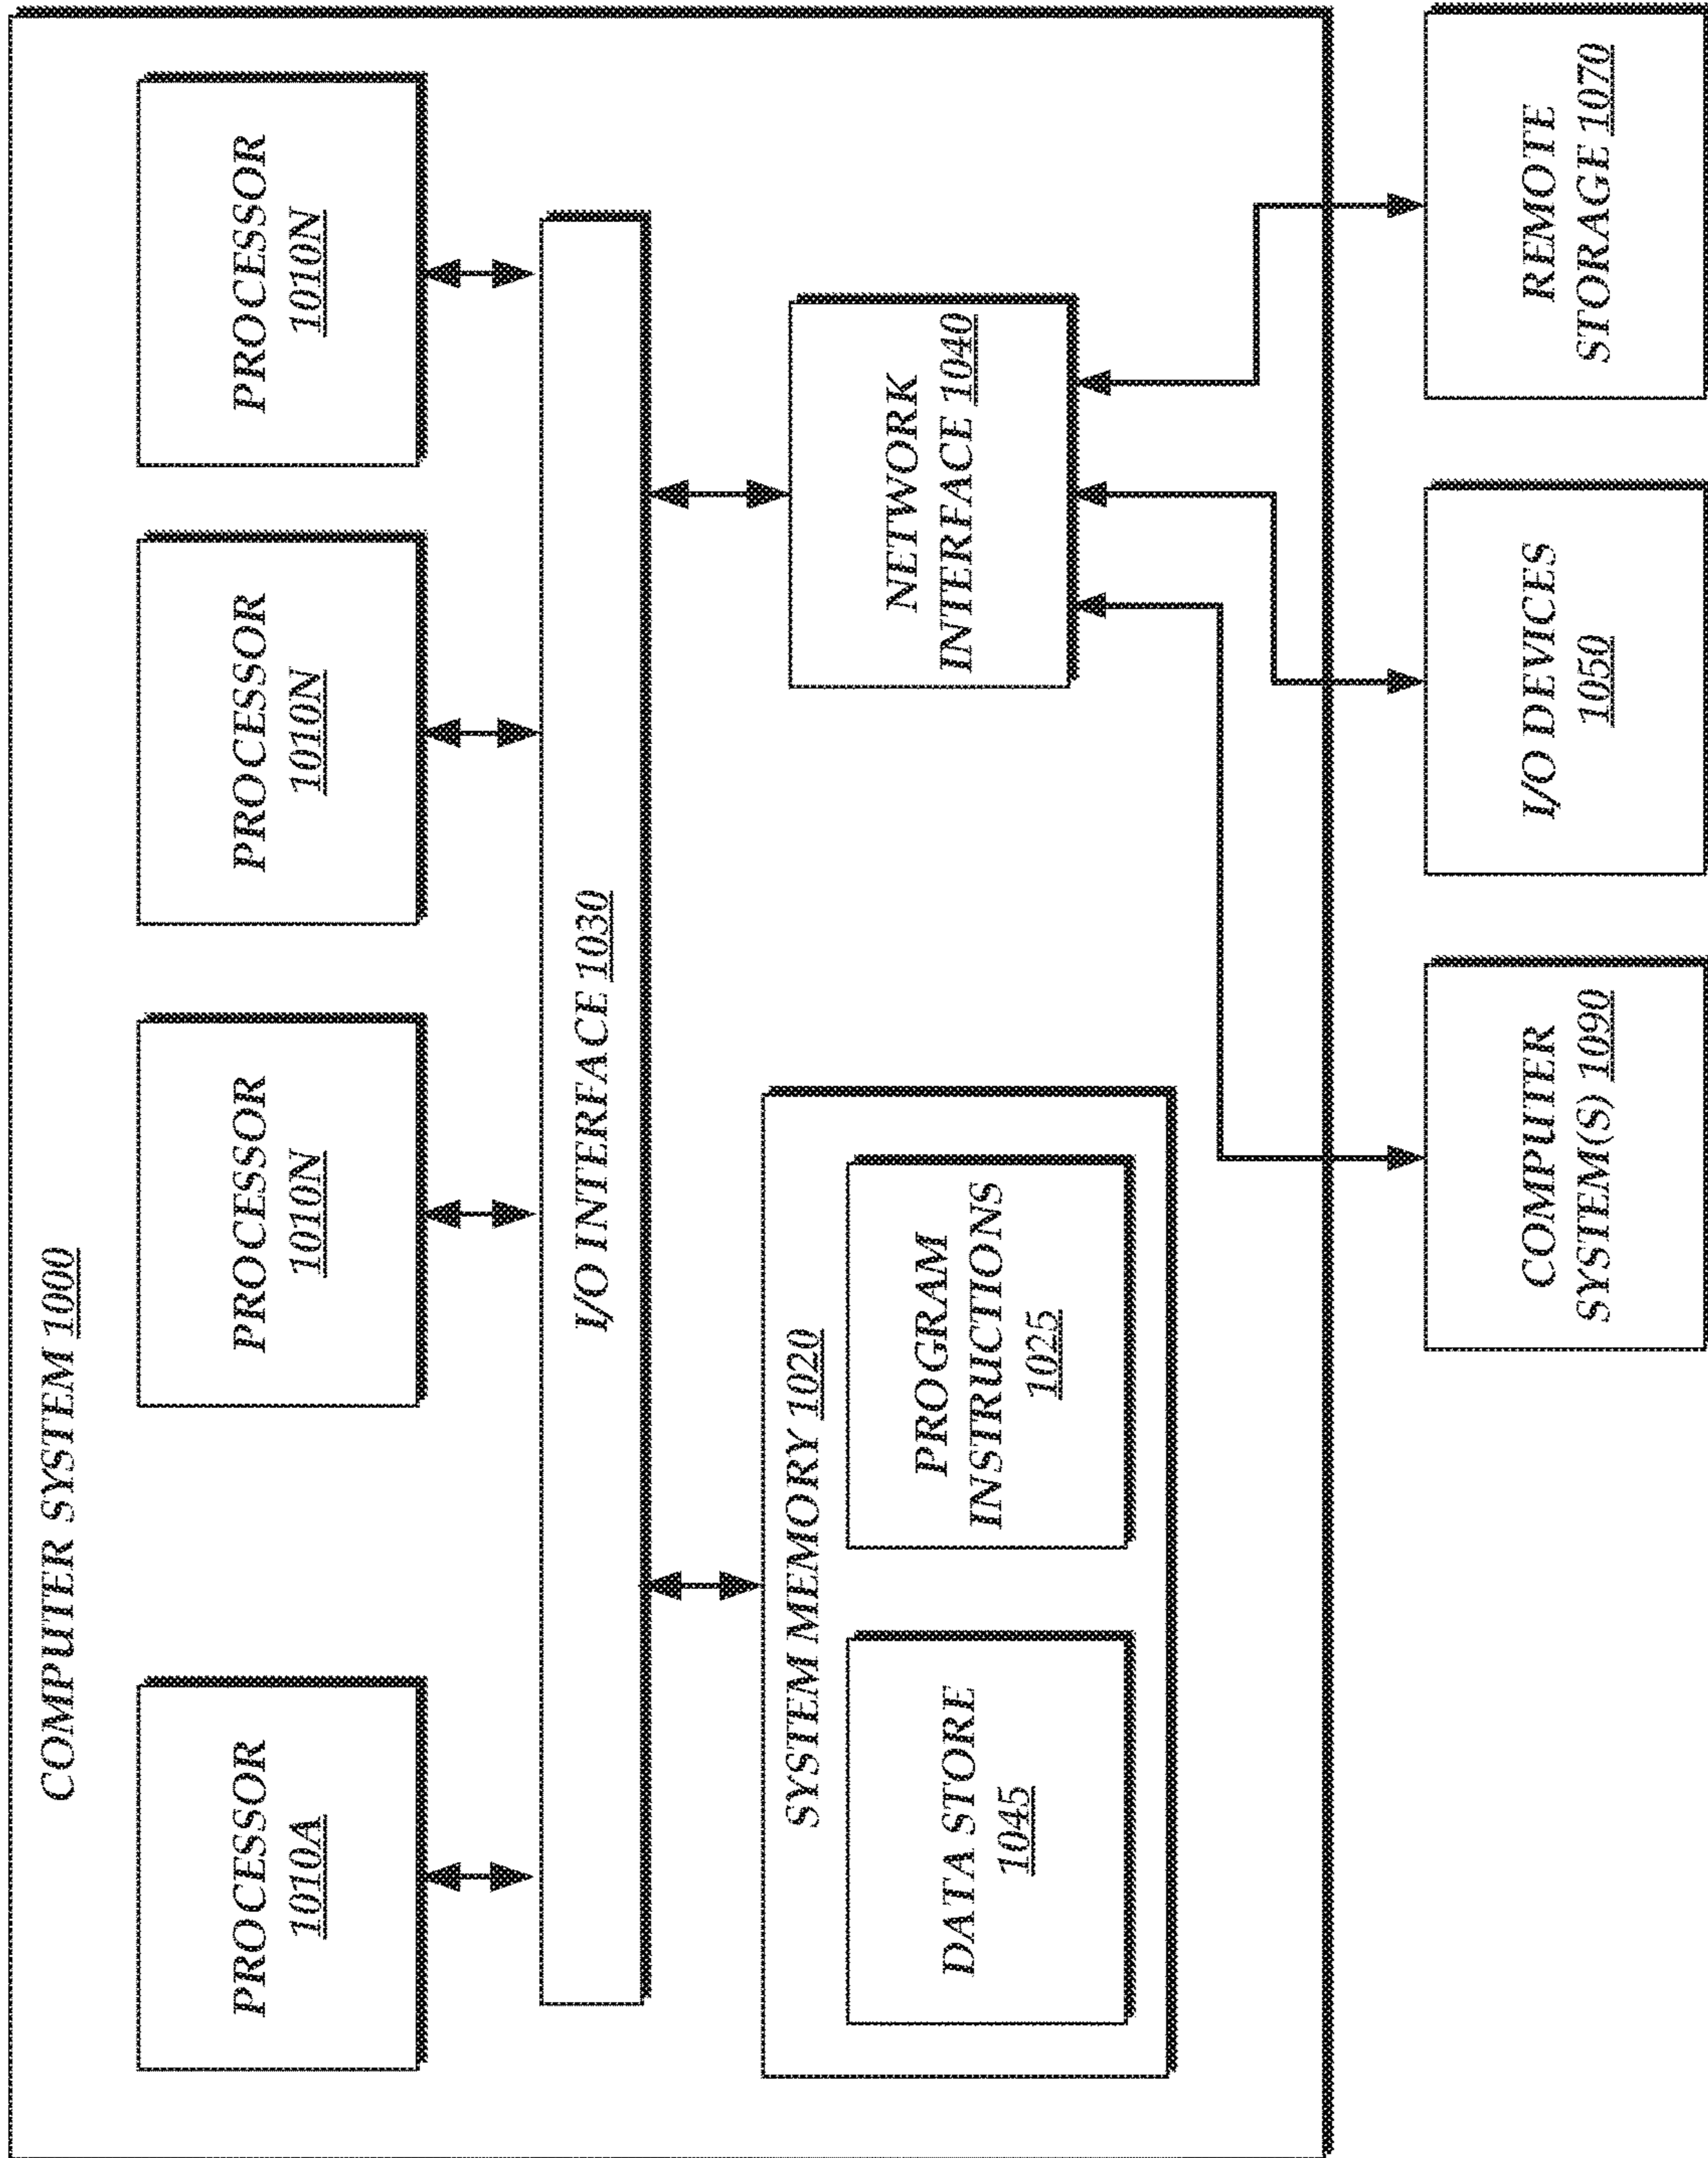 COMPUTER SYSTEM 1000
PROCESSOR
1010A
PROCESSOR
1010N
PROCESSOR
1010N
PROCESSOR
1010N
I/O INTERFACE 1030
SYSTEM MEMORY 1020
DATA STORE
1045
PROGRAM
INSTRUCTIONS
1025
NETWORK
INTERFACE 1040
COMPUTER
SYSTEM(S) 1090
I/O DEVICES
1050
REMOTE
STORAGE 1070